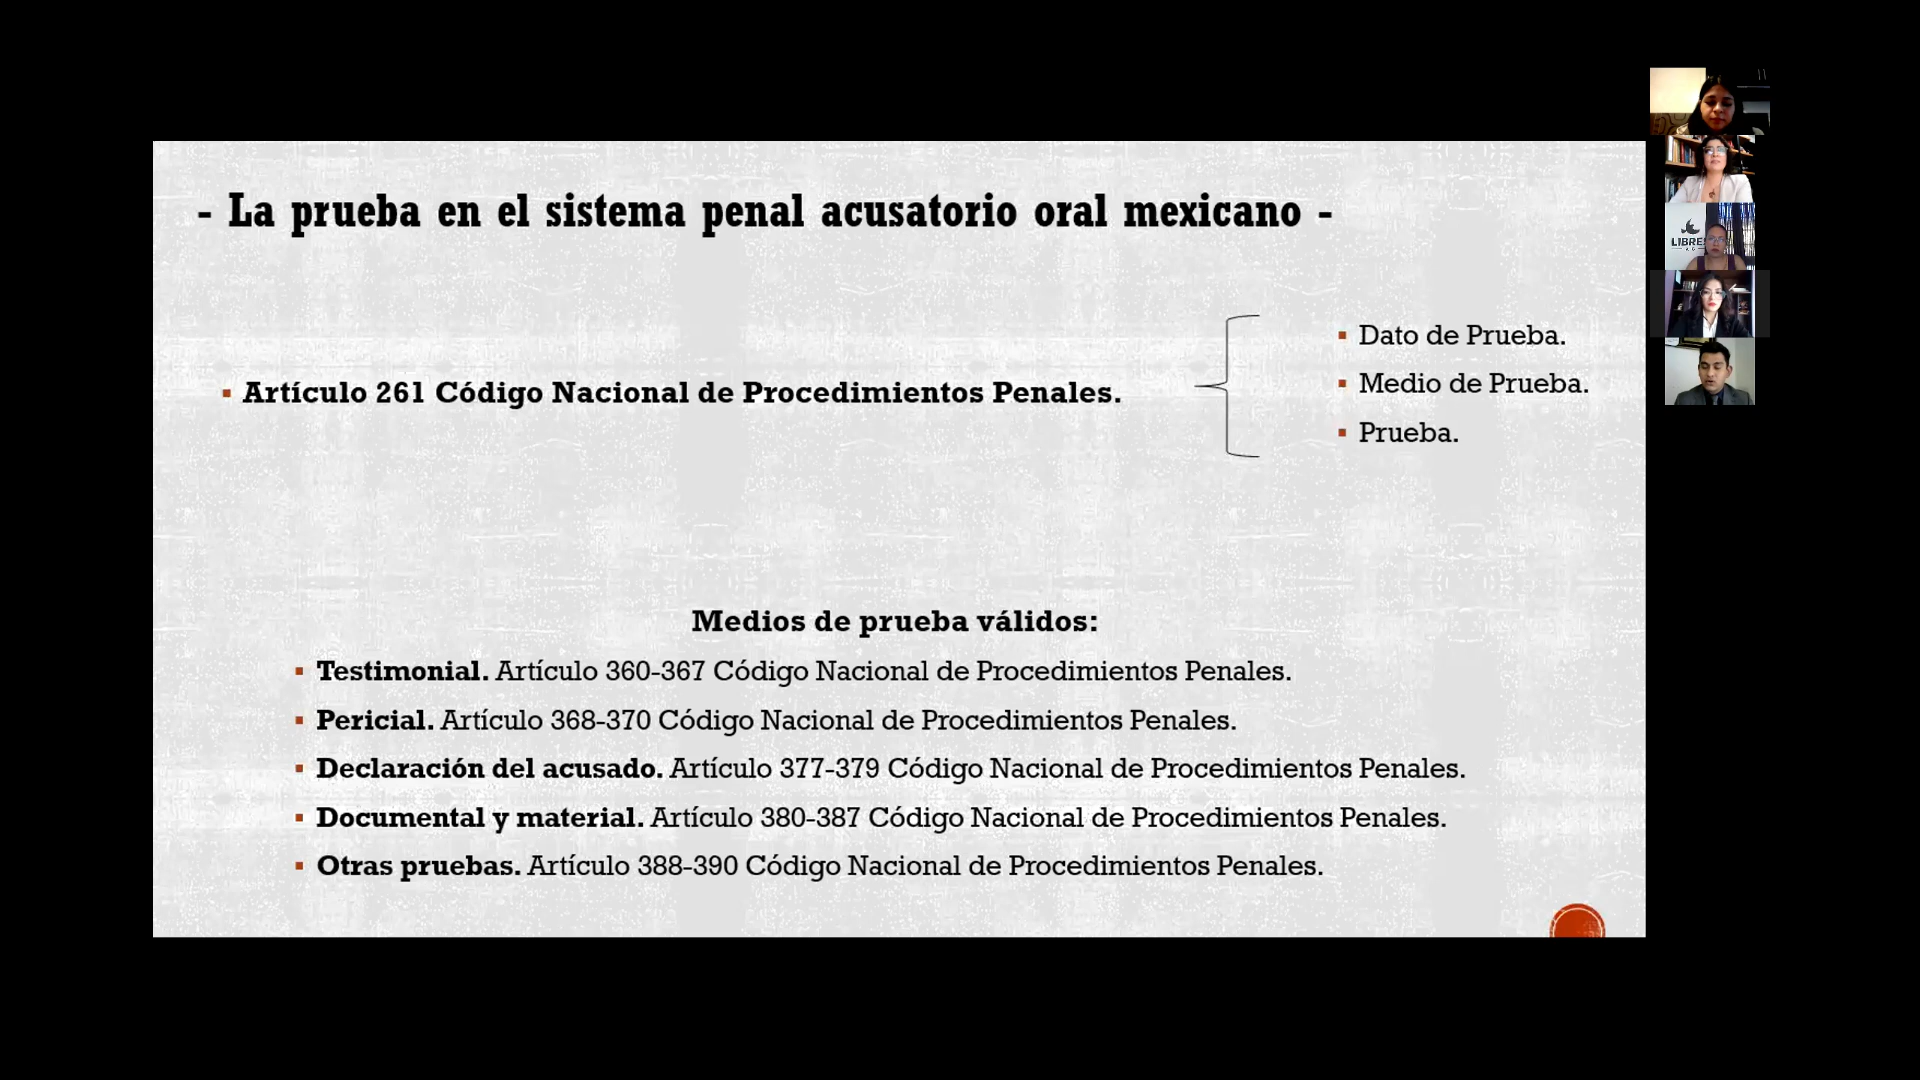 - La prueba en el sistema penal acusatorio oral mexicano -
Artículo 261 Código Nacional de Procedimientos Penales.
Dato de Prueba.
Medio de Prueba.
Prueba.
Medios de prueba válidos:
Testimonial. Artículo 360-367 Código Nacional de Procedimientos Penales.
Pericial. Artículo 368-370 Código Nacional de Procedimientos Penales.
Declaración del acusado. Artículo 377-379 Código Nacional de Procedimientos Penales.
Documental y material. Artículo 380-387 Código Nacional de Procedimientos Penales.
Otras pruebas. Artículo 388-390 Código Nacional de Procedimientos Penales.